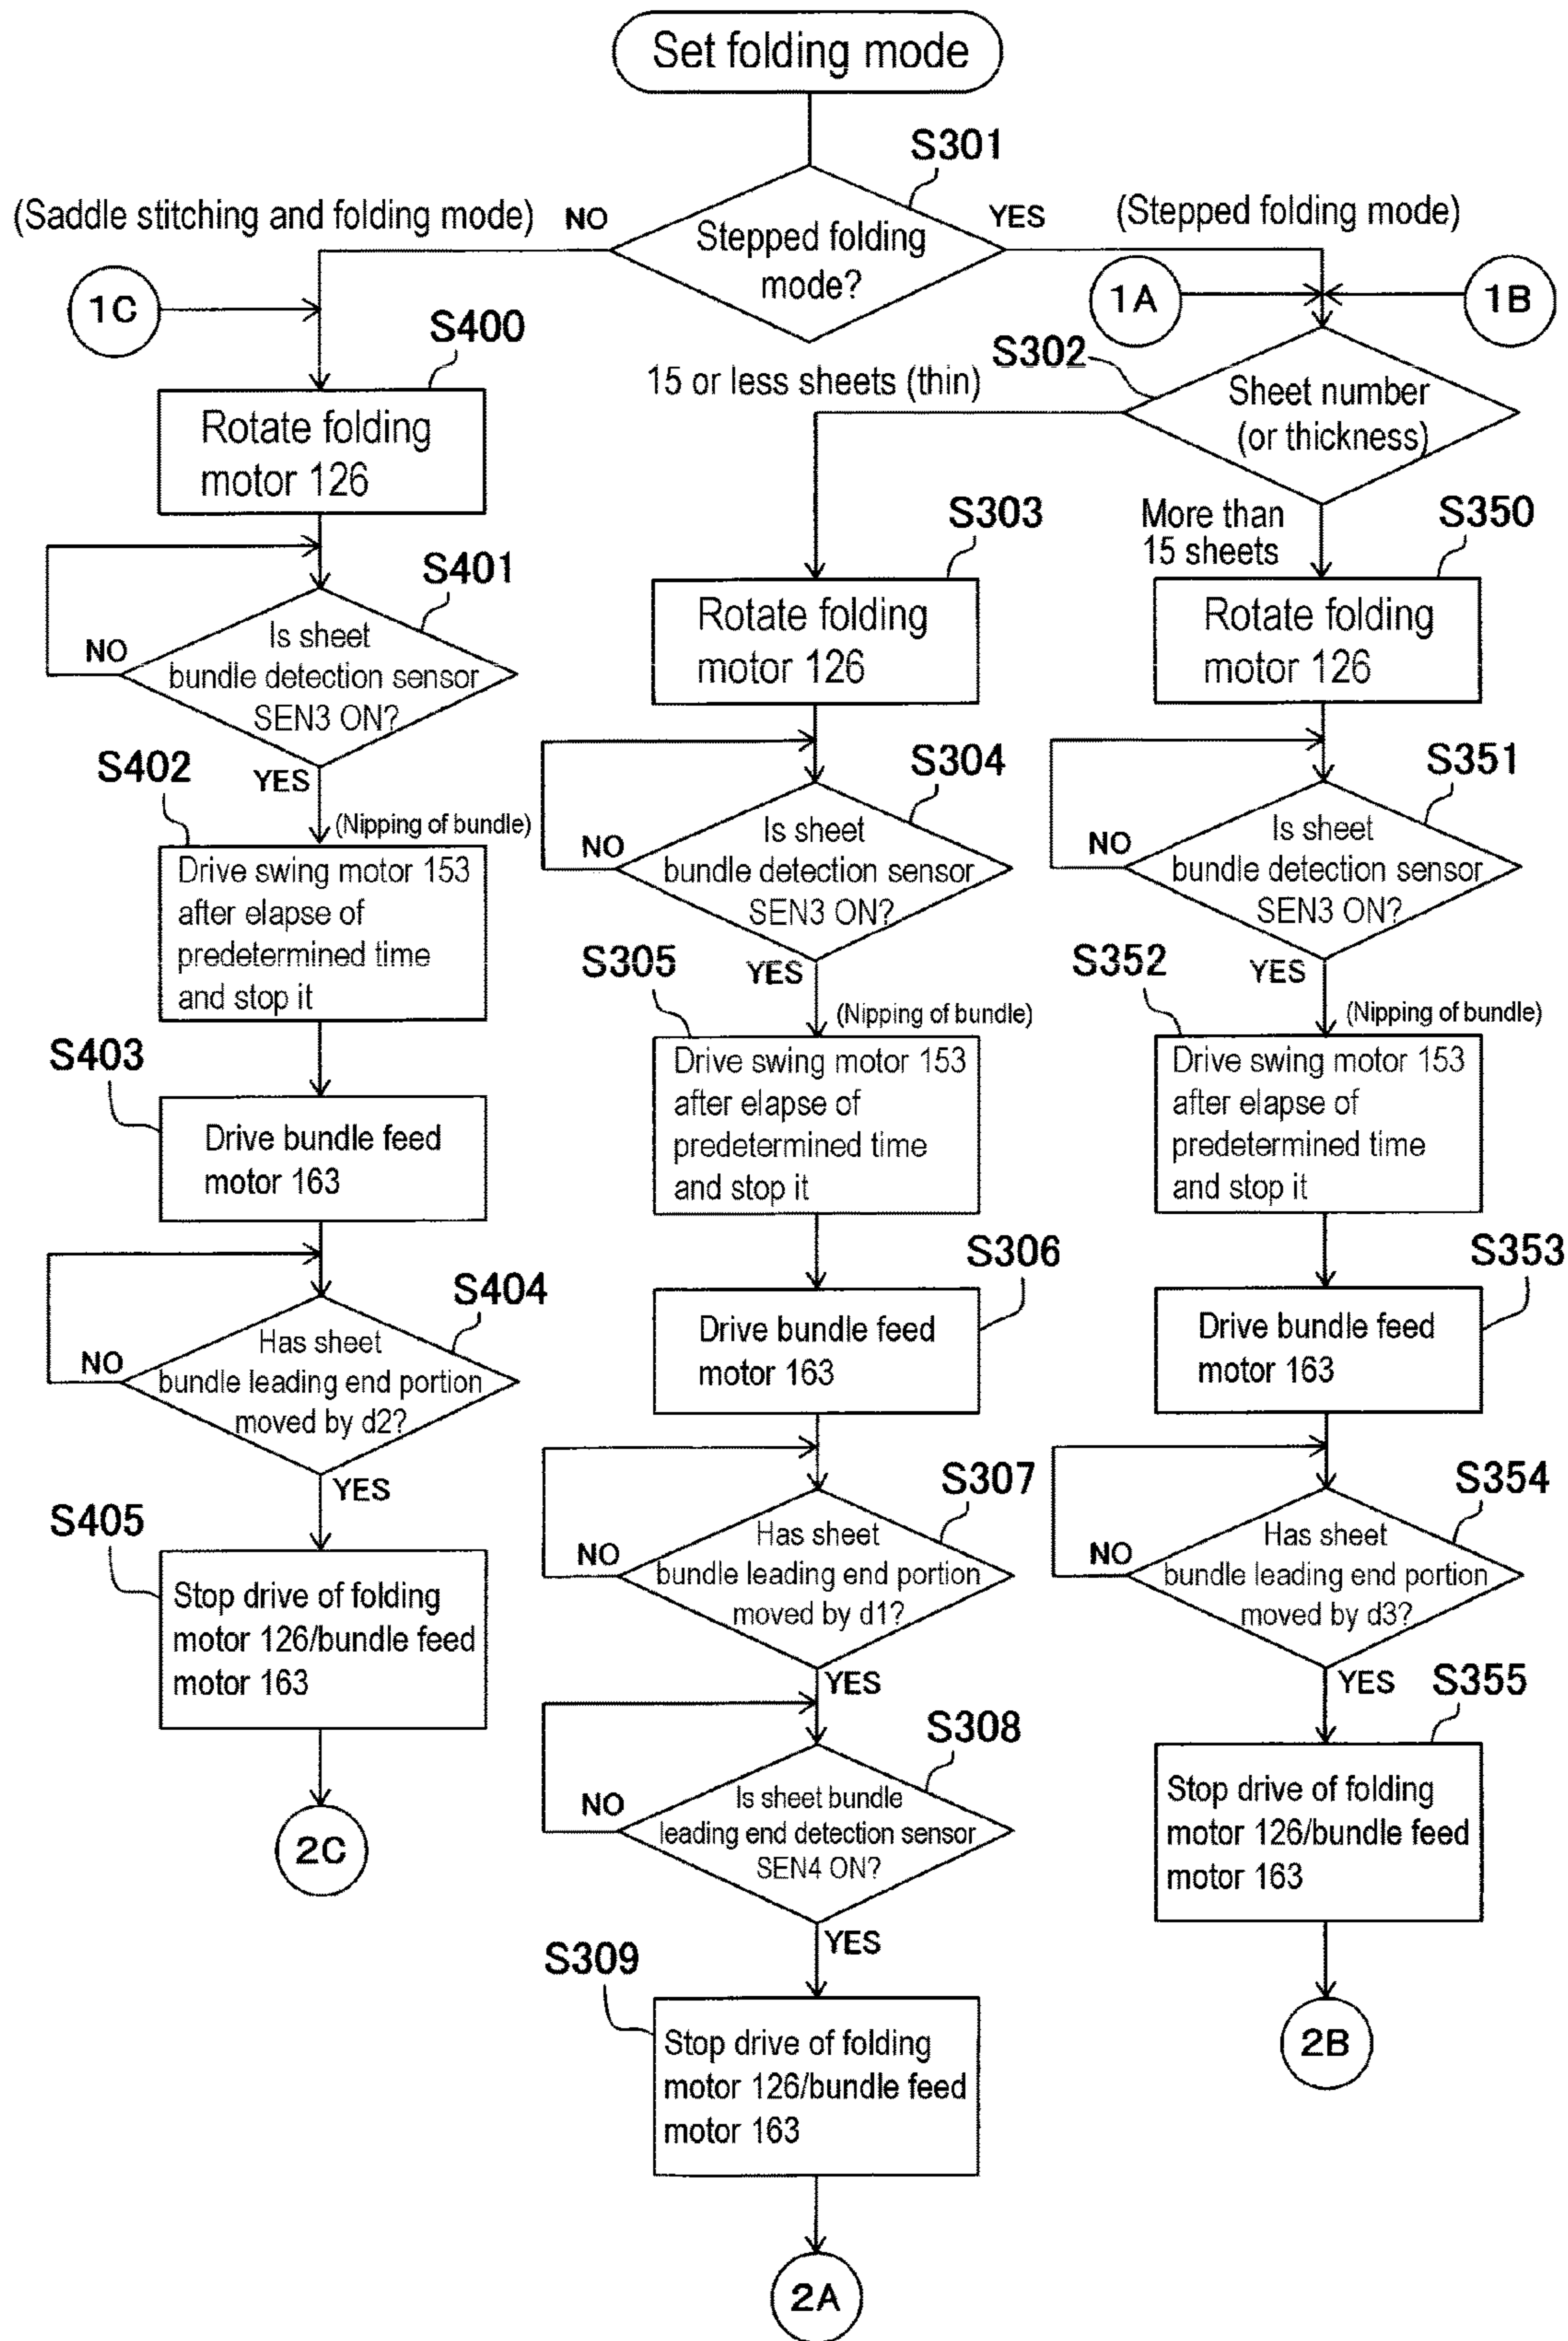 Set folding mode
S301
(Saddle stitching and folding mode)
NO
Stepped folding
mode?
YES
(Stepped folding mode)
1C
1A
1B
S400
Rotate folding
motor 126
S302
15 or less sheets (thin)
Sheet number
(or thickness)
More than
15 sheets
S401
Is sheet
bundle detection sensor
SEN3 ON?
NO
YES
S402
(Nipping of bundle)
Drive swing motor 153
after elapse of
predetermined time
and stop it
S403
Drive bundle feed
motor 163
S404
Has sheet
bundle leading end portion
moved by d2?
NO
YES
S405
Stop drive of folding
motor 126/bundle feed
motor 163
2C
S303
Rotate folding
motor 126
S304
Is sheet
bundle detection sensor
SEN3 ON?
NO
YES
S305
(Nipping of bundle)
Drive swing motor 153
after elapse of
predetermined time
and stop it
S306
Drive bundle feed
motor 163
S307
Has sheet
bundle leading end portion
moved by d1?
NO
YES
S308
Is sheet bundle
leading end detection sensor
SEN4 ON?
NO
YES
S309
Stop drive of folding
motor 126/bundle feed
motor 163
2A
S350
Rotate folding
motor 126
S351
Is sheet
bundle detection sensor
SEN3 ON?
NO
YES
S352
(Nipping of bundle)
Drive swing motor 153
after elapse of
predetermined time
and stop it
S353
Drive bundle feed
motor 163
S354
Has sheet
bundle leading end portion
moved by d3?
NO
YES
S355
Stop drive of folding
motor 126/bundle feed
motor 163
2B